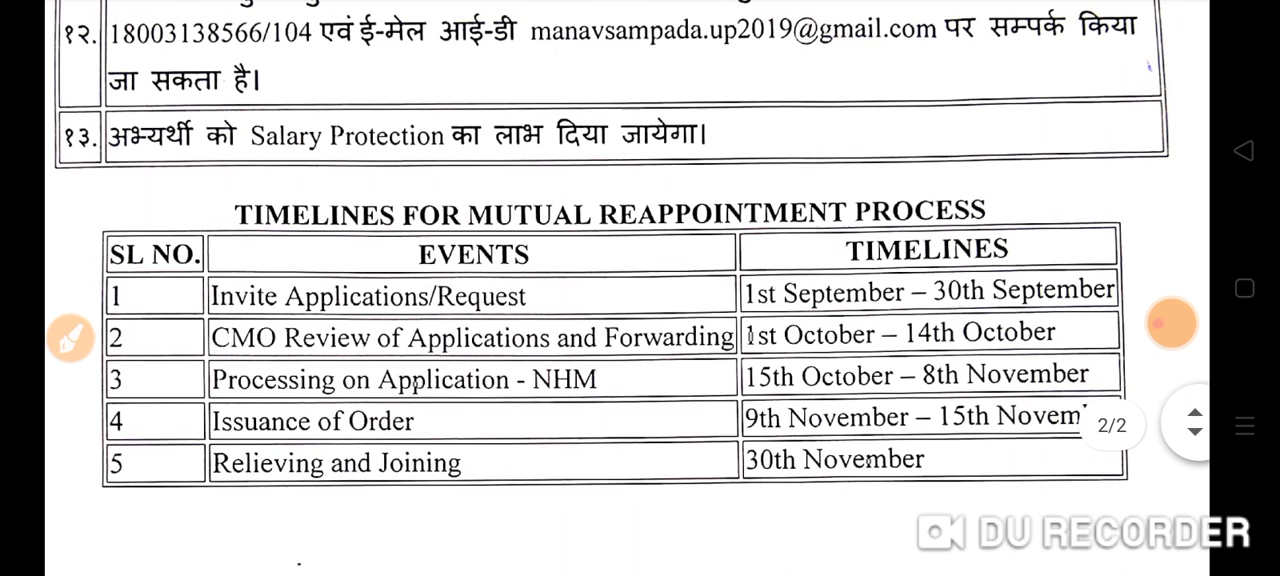 १२. 18003138566/104 एवं ई-मेल आई-डी manavsampada.up2019@gmail.com पर सम्पर्क किया
जा सकता है।
१३. अभ्यर्थी को Salary Protection का लाभ दिया जायेगा।
TIMELINES FOR MUTUAL REAPPOINTMENT PROCESS
SL NO. EVENTS TIMELINES
1 Invite Applications/Request 1st September – 30th September
2 CMO Review of Applications and Forwarding 1st October – 14th October
3 Processing on Application - NHM 15th October – 8th November
4 Issuance of Order 9th November – 15th Novem
2/2
5 Relieving and Joining 30th November
DU RECORDER